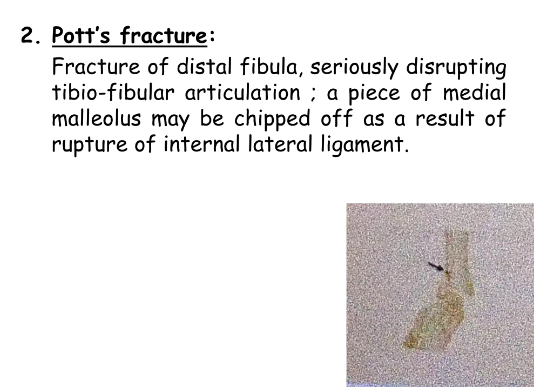 2. Pott's fracture:
Fracture of distal fibula, seriously disrupting
tibio-fibular articulation ; a piece of medial
malleolus may be chipped off as a result of
rupture of internal lateral ligament.